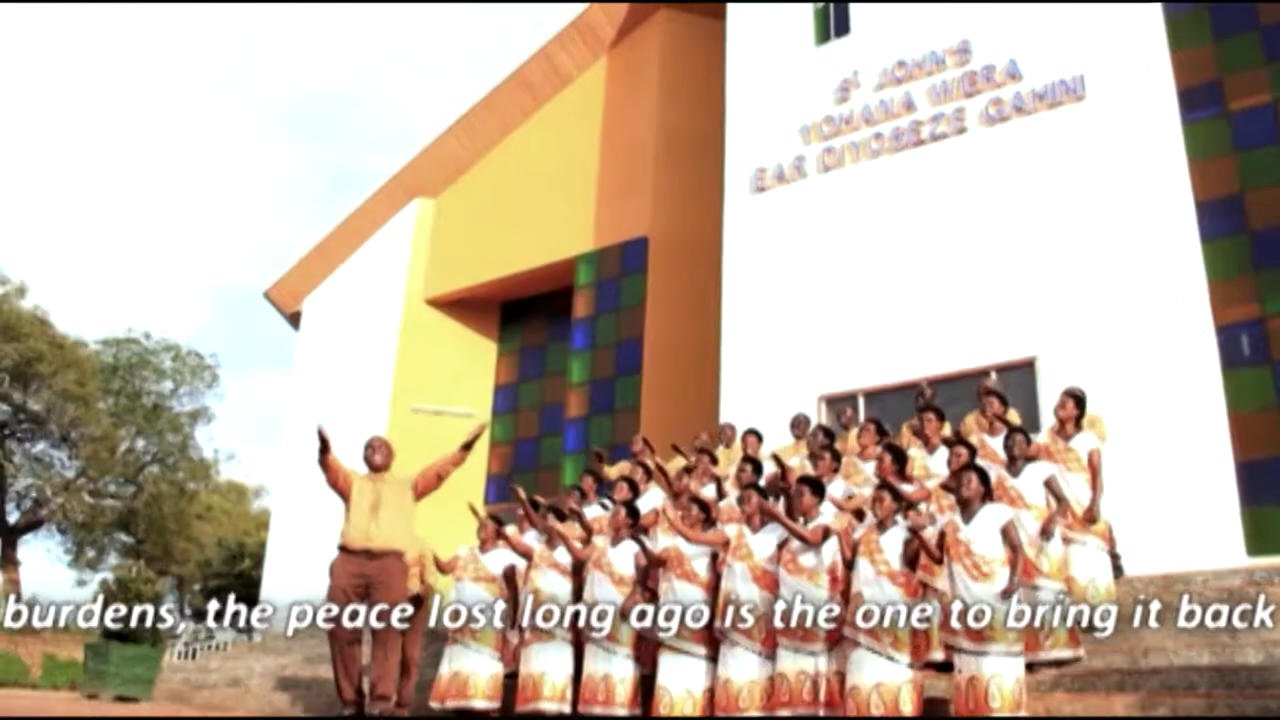 St JOHN'S
YOHANA WERA
EAR DIYOSEZE GAHINI
burdens, the peace lost long ago is the one to bring it back